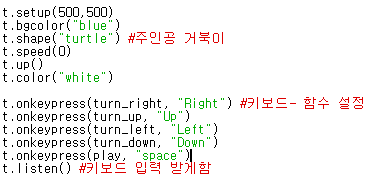 t.setup(500,500)
t.bgcolor("blue")
t.shape("turtle") #주인공 거북이
t.speed(0)
t.up()
t.color("white")
t.onkeypress(turn_right, "Right") #키보드- 함수 설정
t.onkeypress(turn_up, "Up")
t.onkeypress(turn_left, "Left")
t.onkeypress(turn_down, "Down")
t.onkeypress(play, "space")
t.listen() #키보드 입력 받게함